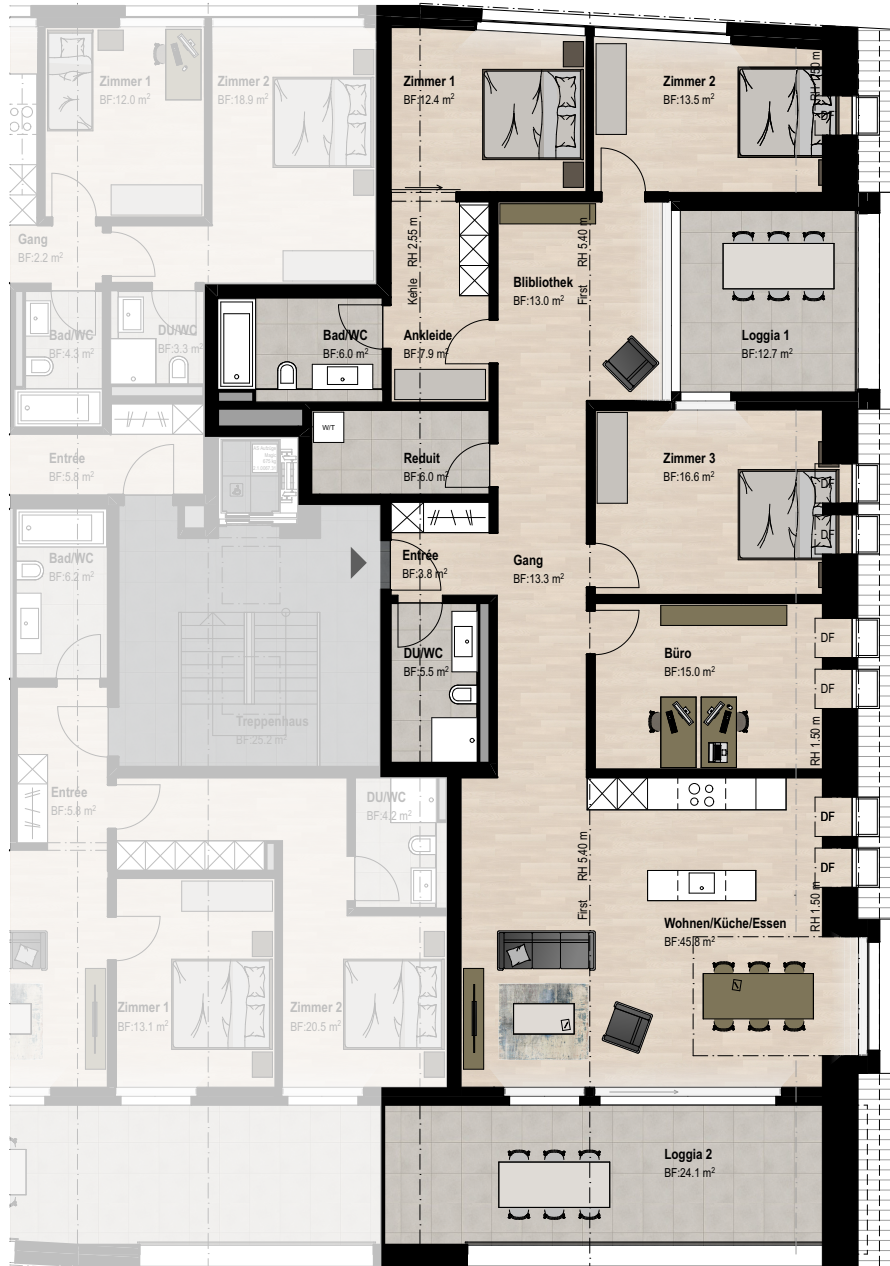 Zimmer 1
BF:12.0 m²
Zimmer 2
BF:18.9 m²
Zimmer 1
BF:12.4 m²
Zimmer 2
BF:13.5 m²
DF
Gang
BF:2.2 m²
Kehle RH 2.55 m
First RH 5.40 m
Blibliothek
BF:13.0 m²
Bad/WC
BF:4.3 m²
DU/WC
BF:3.3 m²
Bad/WC
BF:6.0 m²
Ankleide
BF:7.9 m²
Loggia 1
BF:12.7 m²
W/T
Entrée
BF:5.8 m²
Reduit
BF:6.0 m²
Zimmer 3
BF:16.6 m²
DF
DF
Bad/WC
BF:6.2 m²
Entrée
BF:3.8 m²
Gang
BF:13.3 m²
DU/WC
BF:5.5 m²
Büro
BF:15.0 m²
DF
DF
Treppenhaus
BF:25.2 m²
RH 1.50 m
Entrée
BF:5.8 m²
DU/WC
BF:4.2 m²
DF
DF
First RH 5.40 m
RH 1.50 m
Wohnen/Küche/Essen
BF:45.8 m²
Zimmer 1
BF:13.1 m²
Zimmer 2
BF:20.5 m²
Loggia 2
BF:24.1 m²